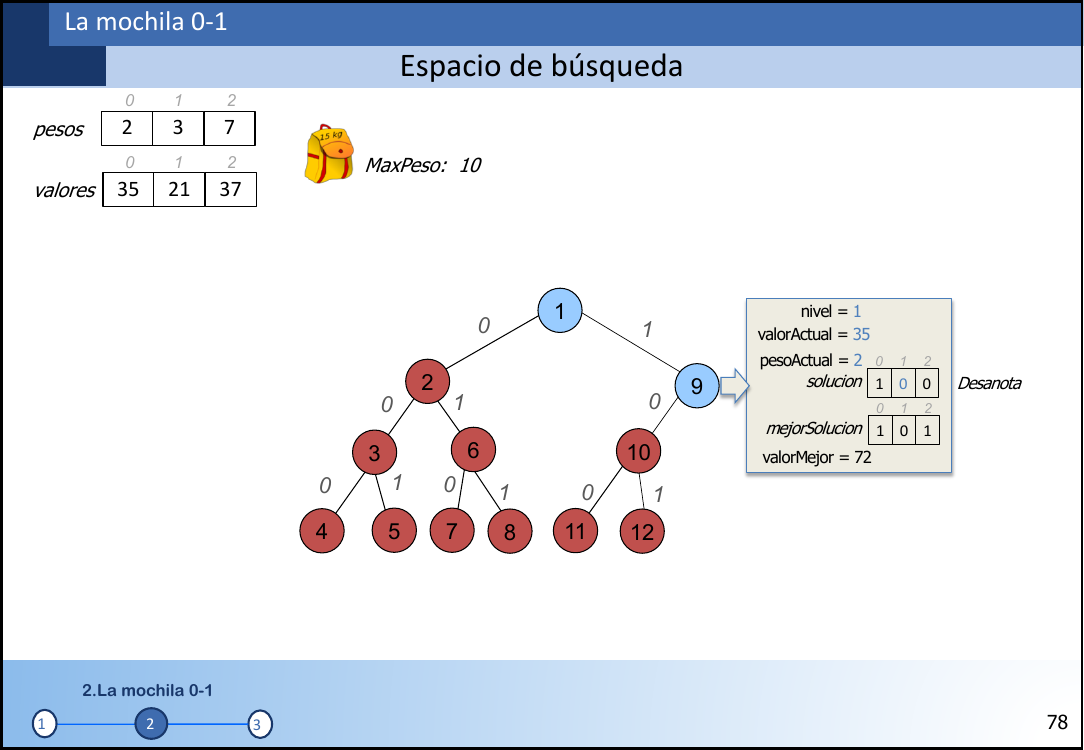 La mochila 0-1
Espacio de búsqueda
0 1 2
pesos 2 3 7
0 1 2
valores 35 21 37
15 kg
MaxPeso: 10
1
0 1
2
9
0 1
0
3
6
10
0 1 0 1
0 1
4 5 7 8 11 12
nivel = 1
valorActual = 35
pesoActual = 2 0 1 2
solucion 1 0 0 Desanota
0 1 2
mejorSolucion 1 0 1
valorMejor = 72
2.La mochila 0-1
1 2 3
78